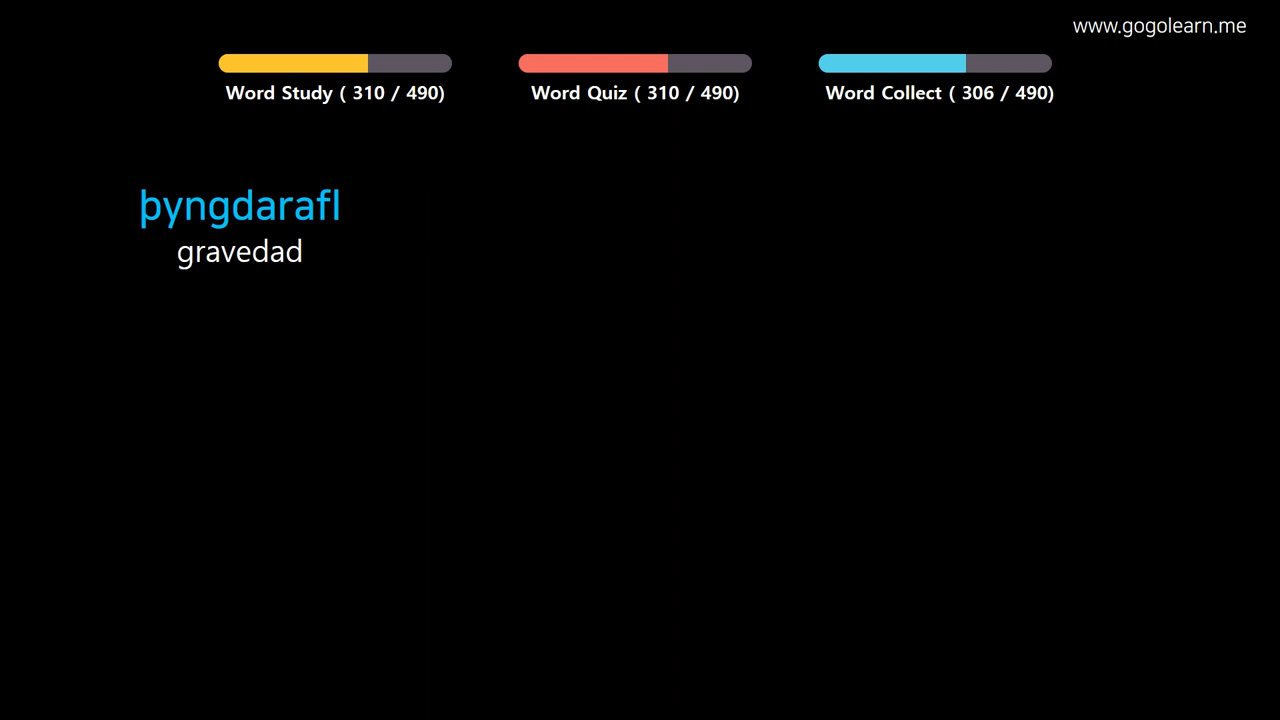 www.gogolearn.me
Word Study ( 310 / 490)
Word Quiz ( 310 / 490)
Word Collect ( 306 / 490)
þyngdarafl
gravedad